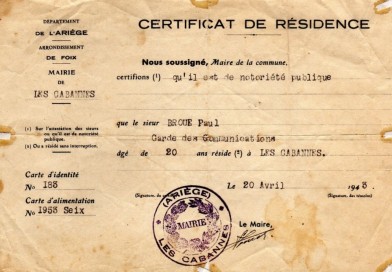 DÉPARTEMENT
DE L'ARIÈGE
ARRONDISSEMENT
DE FOIX
MAIRIE
DE
LES CABANNES
CERTIFICAT DE RÉSIDENCE
Nous soussigné, Maire de la commune.
certifions (¹) qu'il est de notoriété publique
(1) Sur l'attestation des sieurs
ou qu'il est de notoriété
publique.
(2) Ou a résidé sans interruption.
que le sieur BROUE Paul
Garde des Communications
âgé de 20 ans réside (²) à LES CABANNES.
Carte d'identité
No 183
Carte d'alimentation
No 1953 Seix
Le 20 Avril 1943.
(Signature du
(Signature des témoins)
Le Maire,
(ARIÈGE)
MAIRIE
LES CABANNES